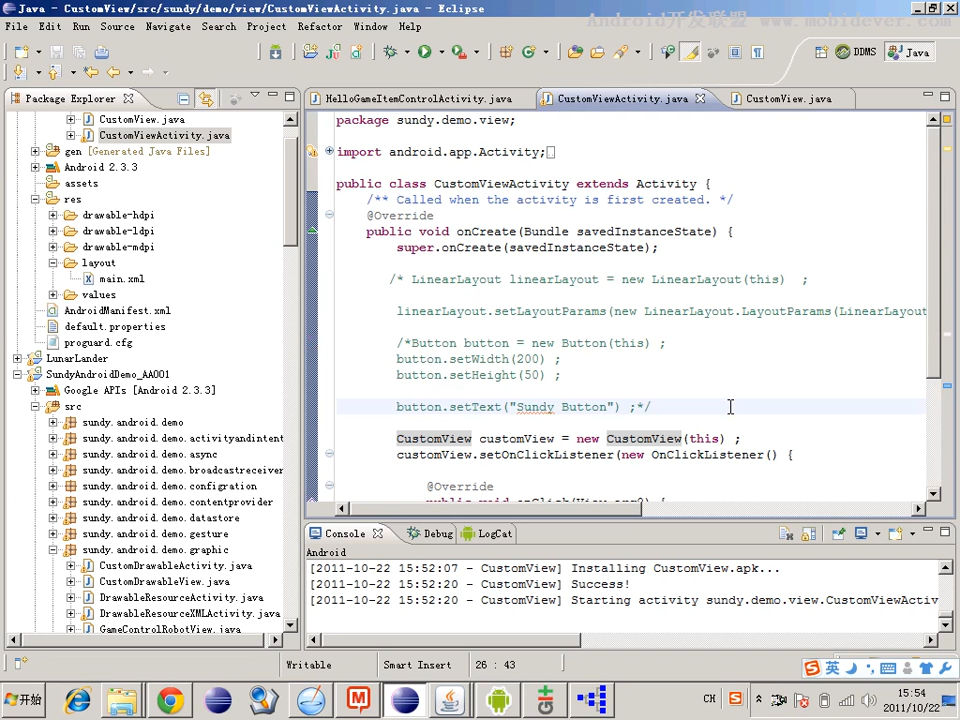 Java - CustomView/src/sundy/demo/view/CustomViewActivity.java - Eclipse
Android开发联盟 www.mobidever.com
File Edit Run Source Navigate Search Project Refactor Window Help
DDMS
Java
Package Explorer
HelloGameItemControlActivity.java
CustomViewActivity.java
CustomView.java
CustomView.java
CustomViewActivity.java
gen [Generated Java Files]
Android 2.3.3
assets
res
drawable-hdpi
drawable-ldpi
drawable-mdpi
layout
main.xml
values
AndroidManifest.xml
default.properties
proguard.cfg
LunarLander
SundyAndroidDemo_AA001
Google APIs [Android 2.3.3]
src
sundy.android.demo
sundy.android.demo.activityandintent
sundy.android.demo.async
sundy.android.demo.broadcastreceiver
sundy.android.demo.configration
sundy.android.demo.contentprovider
sundy.android.demo.datastore
sundy.android.demo.gesture
sundy.android.demo.graphic
CustomDrawableActivity.java
CustomDrawView.java
DrawableResourceActivity.java
DrawableResourceXMLActivity.java
GameControlRobotView.java
package sundy.demo.view;
import android.app.Activity;
public class CustomViewActivity extends Activity {
/** Called when the activity is first created. */
@Override
public void onCreate(Bundle savedInstanceState) {
super.onCreate(savedInstanceState);
/* LinearLayout linearLayout = new LinearLayout(this) ;
linearLayout.setLayoutParams(new LinearLayout.LayoutParams(LinearLayout
/*Button button = new Button(this) ;
button.setWidth(200) ;
button.setHeight(50) ;
button.setText("Sundy Button") ;*/
CustomView customView = new CustomView(this) ;
customView.setOnClickListener(new OnClickListener() {
@Override
public void onClick(View arg0) {
Console
Debug
LogCat
Android
[2011-10-22 15:52:07 - CustomView] Installing CustomView.apk...
[2011-10-22 15:52:20 - CustomView] Success!
[2011-10-22 15:52:20 - CustomView] Starting activity sundy.demo.view.CustomViewActiv
Writable
Smart Insert
26 : 43
英
开始
CH
15:54
2011/10/22